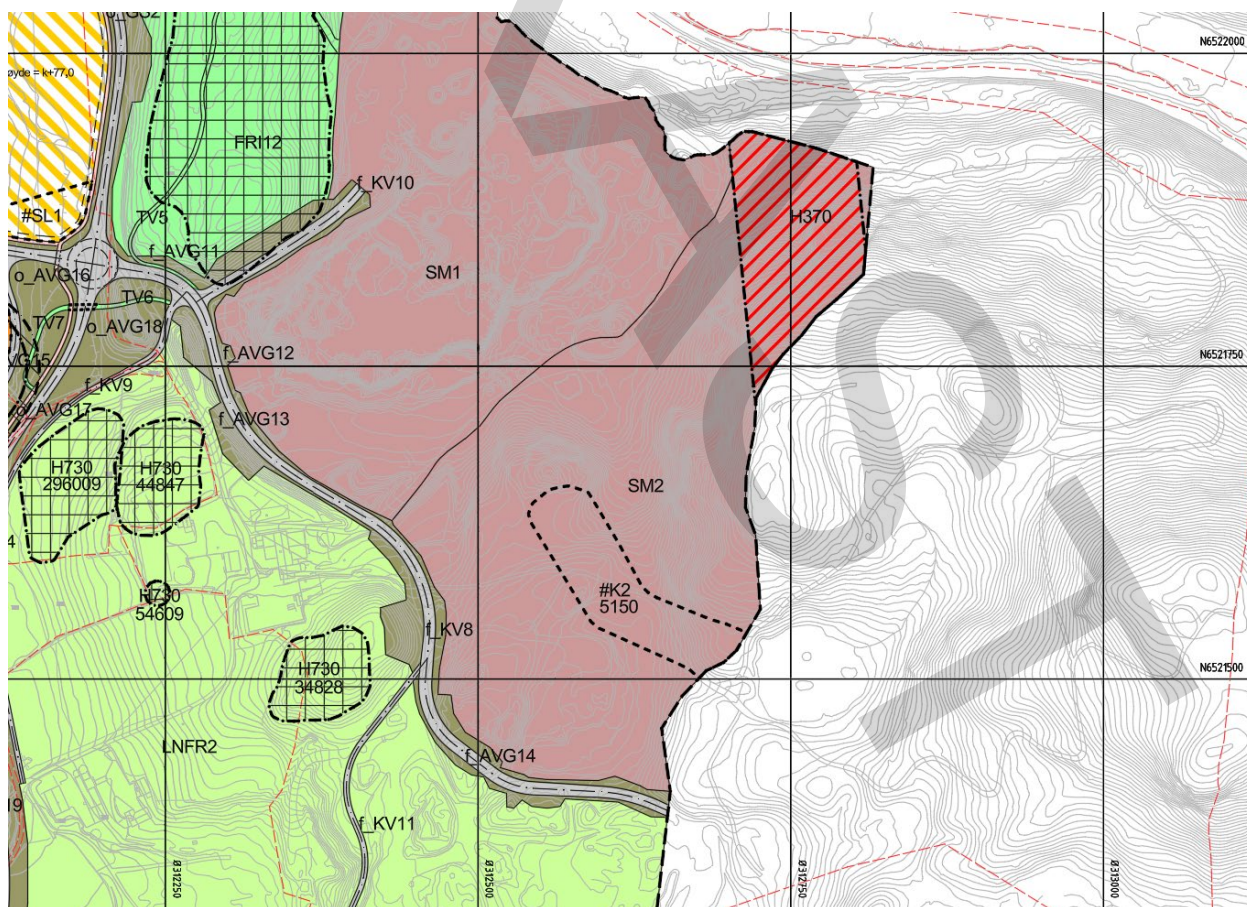 o_GS2
N6522000
øyde = k+77,0
FRI12
f_KV10
#SL1
TV5
H370
f_AVG11
o_AVG16
SM1
TV6
TV7
o_AVG18
f_AVG12
N6521750
f_KV9
o_AVG17
f_AVG13
H730
296009
H730
44847
SM2
H730
54609
#K2
5150
f_KV8
H730
34828
N6521500
LNFR2
f_AVG14
f_KV11
Ø312250
Ø312500
Ø312750
Ø313000